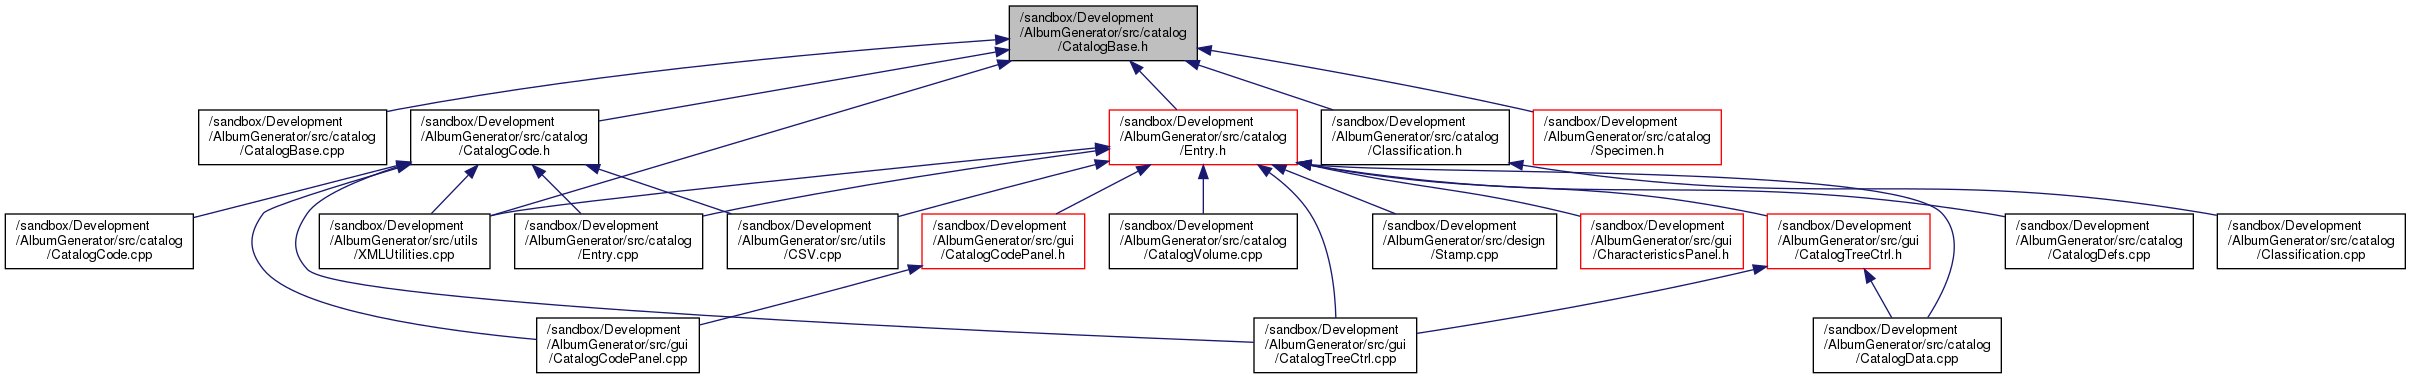 /sandbox/Development
/AlbumGenerator/src/catalog
/CatalogBase.h
/sandbox/Development
/AlbumGenerator/src/catalog
/CatalogBase.cpp
/sandbox/Development
/AlbumGenerator/src/catalog
/CatalogCode.h
/sandbox/Development
/AlbumGenerator/src/catalog
/Entry.h
/sandbox/Development
/AlbumGenerator/src/catalog
/Classification.h
/sandbox/Development
/AlbumGenerator/src/catalog
/Specimen.h
/sandbox/Development
/AlbumGenerator/src/catalog
/CatalogCode.cpp
/sandbox/Development
/AlbumGenerator/src/utils
/XMLUtilities.cpp
/sandbox/Development
/AlbumGenerator/src/catalog
/Entry.cpp
/sandbox/Development
/AlbumGenerator/src/utils
/CSV.cpp
/sandbox/Development
/AlbumGenerator/src/gui
/CatalogCodePanel.h
/sandbox/Development
/AlbumGenerator/src/catalog
/CatalogVolume.cpp
/sandbox/Development
/AlbumGenerator/src/design
/Stamp.cpp
/sandbox/Development
/AlbumGenerator/src/gui
/CharacteristicsPanel.h
/sandbox/Development
/AlbumGenerator/src/gui
/CatalogTreeCtrl.h
/sandbox/Development
/AlbumGenerator/src/catalog
/CatalogDefs.cpp
/sandbox/Development
/AlbumGenerator/src/catalog
/Classification.cpp
/sandbox/Development
/AlbumGenerator/src/gui
/CatalogCodePanel.cpp
/sandbox/Development
/AlbumGenerator/src/gui
/CatalogTreeCtrl.cpp
/sandbox/Development
/AlbumGenerator/src/catalog
/CatalogData.cpp